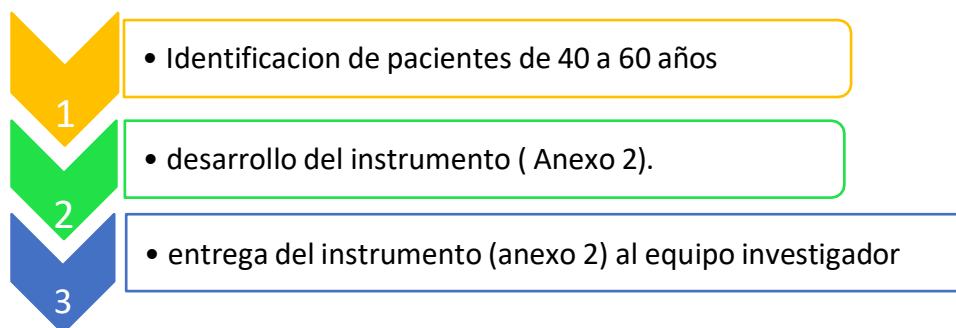 • Identificacion de pacientes de 40 a 60 años
1
• desarrollo del instrumento ( Anexo 2).
2
• entrega del instrumento (anexo 2) al equipo investigador
3